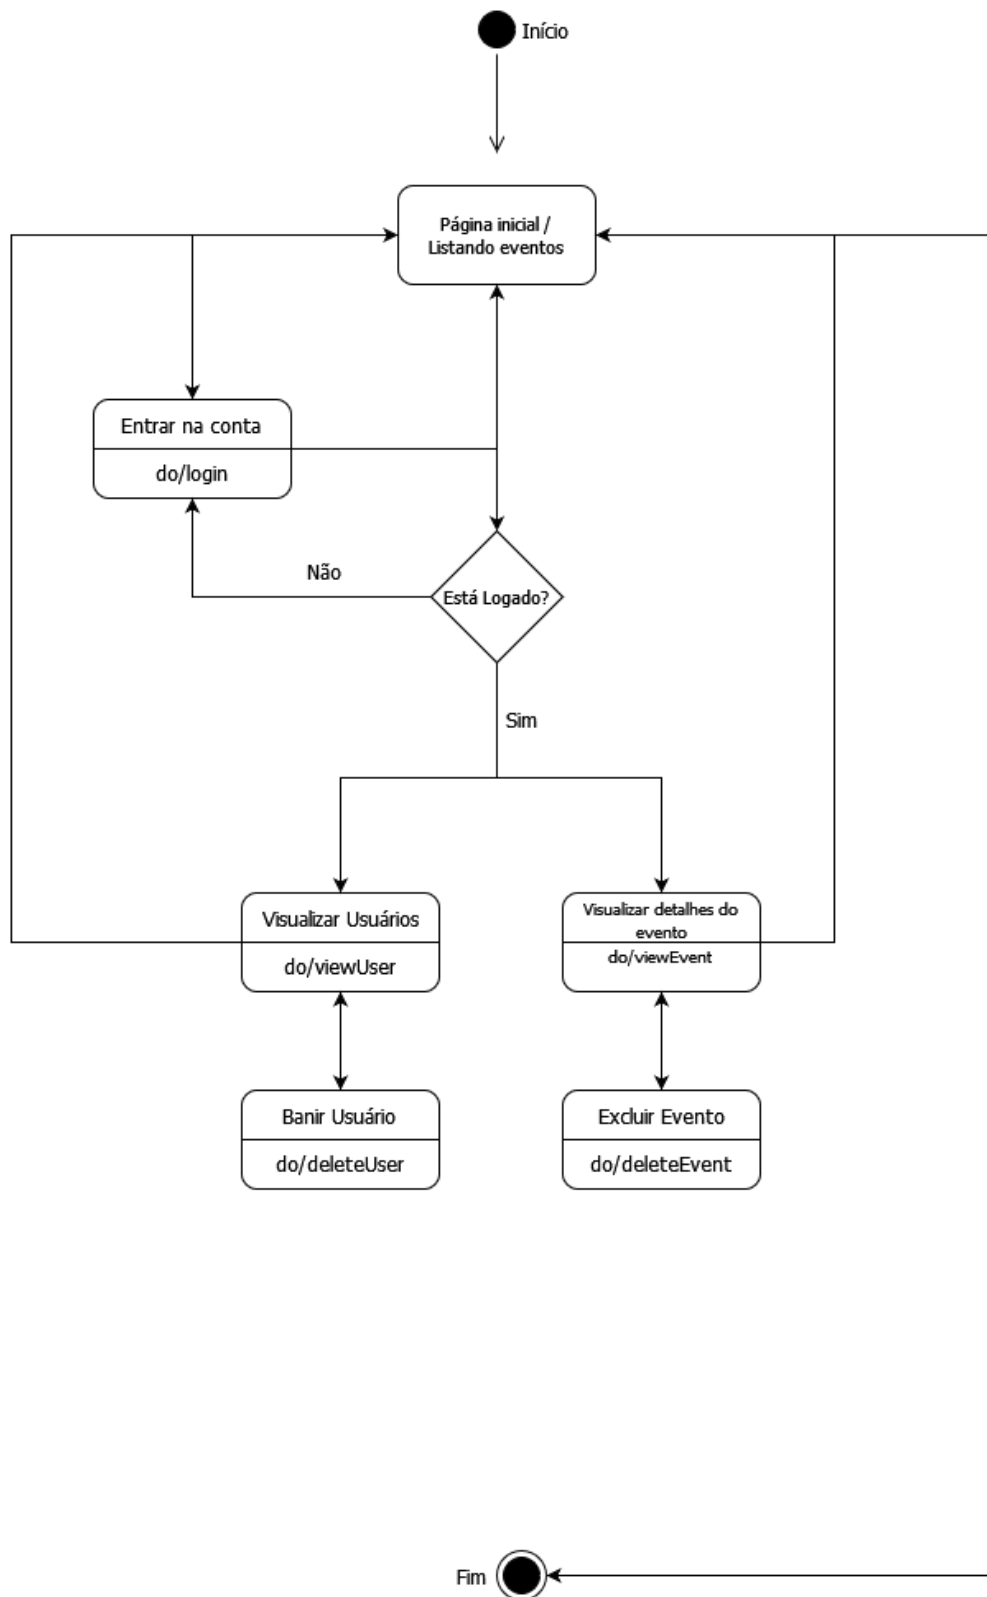 Início
Página inicial /
Listando eventos
Entrar na conta
do/login
Não
Está Logado?
Sim
Visualizar Usuários
do/viewUser
Visualizar detalhes do
evento
do/viewEvent
Banir Usuário
do/deleteUser
Excluir Evento
do/deleteEvent
Fim